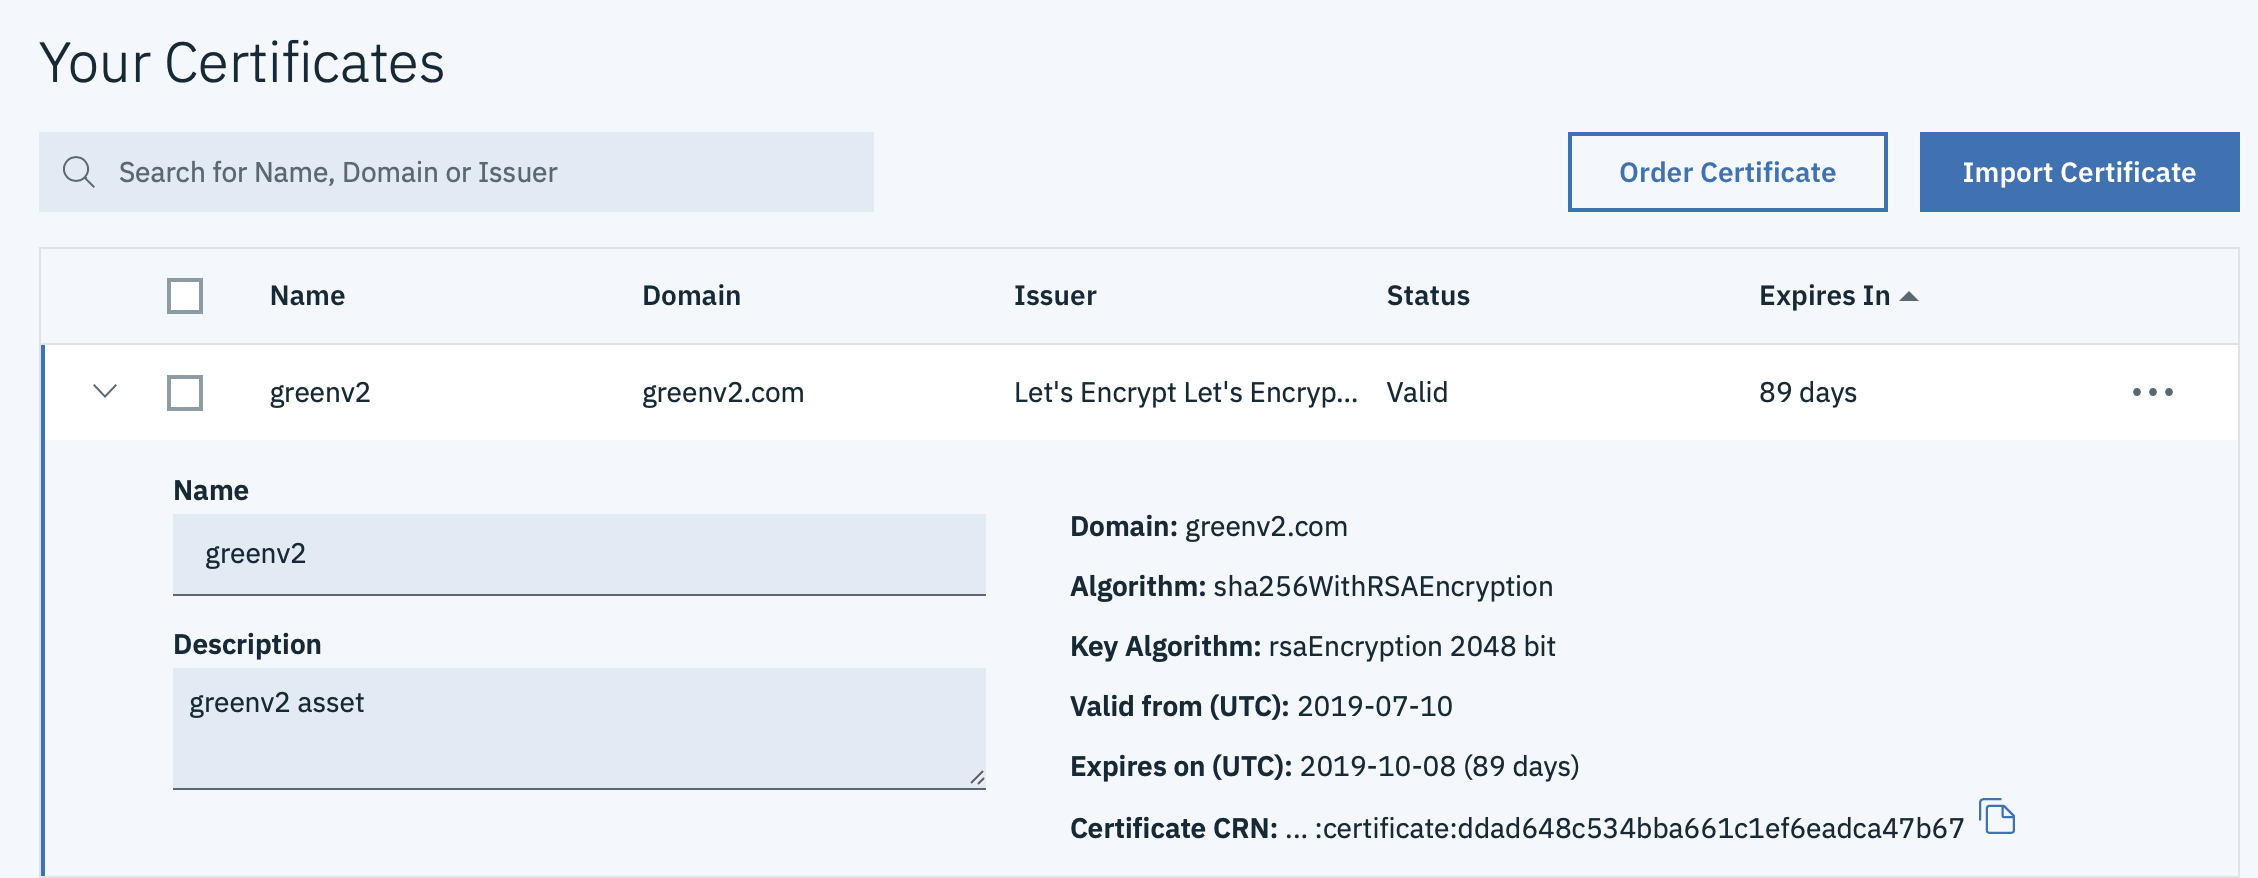 Your Certificates
Search for Name, Domain or Issuer
Order Certificate
Import Certificate
Name Domain Issuer Status Expires In
greenv2 greenv2.com Let's Encrypt Let's Encryp... Valid 89 days
Name
greenv2
Description
greenv2 asset
Domain: greenv2.com
Algorithm: sha256WithRSAEncryption
Key Algorithm: rsaEncryption 2048 bit
Valid from (UTC): 2019-07-10
Expires on (UTC): 2019-10-08 (89 days)
Certificate CRN: ... :certificate:ddad648c534bba661c1ef6eadca47b67